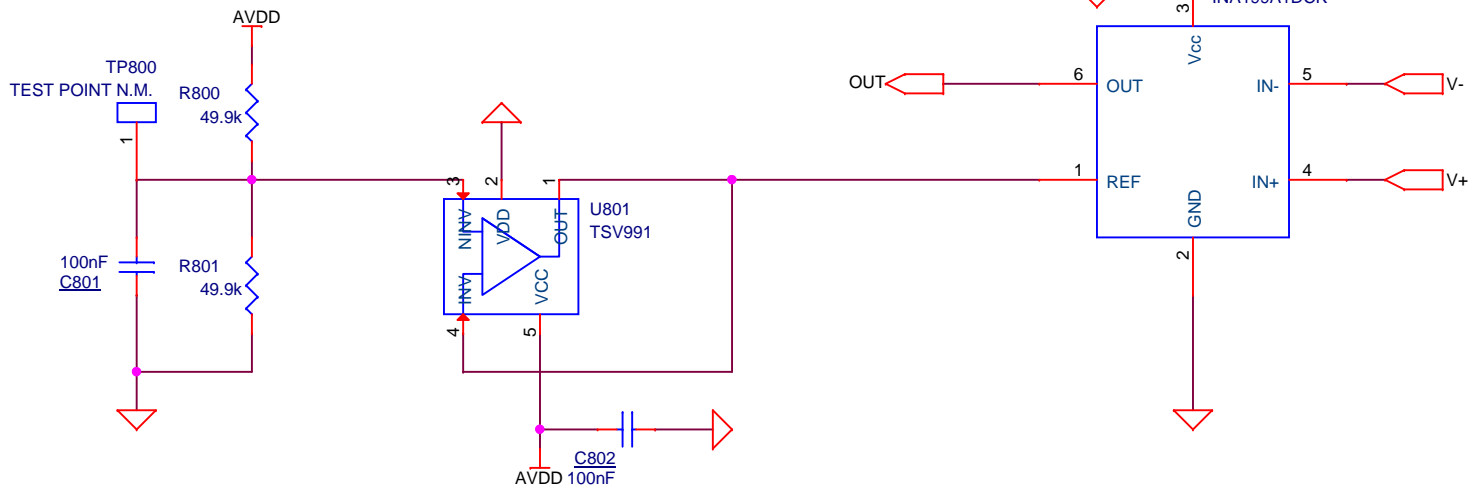 AVDD
TP800
TEST POINT N.M.
1
R800
49.9k
100nF
C801
R801
49.9k
3
2
1
NINV
VDD
OUT
INV
VCC
4
5
U801
TSV991
C802
AVDD 100nF
3
Vcc
OUT
6
OUT
IN-
5
V-
1
REF
IN+
4
V+
GND
2